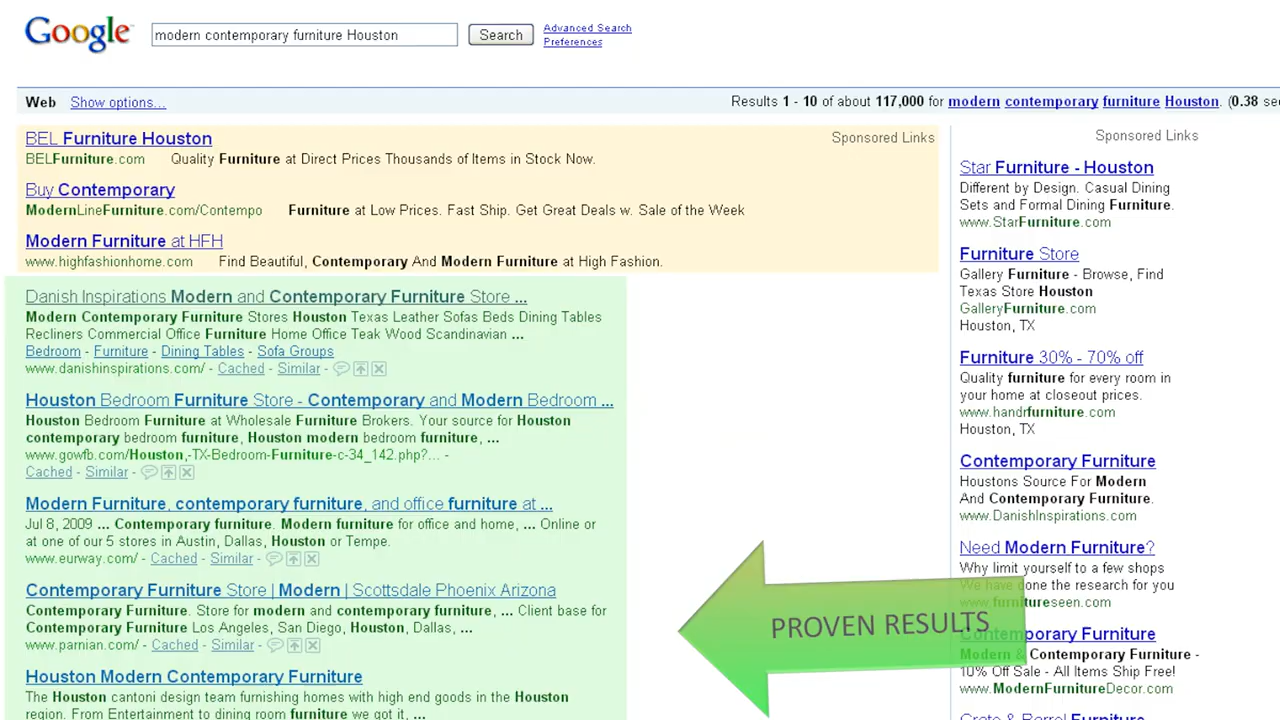 Google
modern contemporary furniture Houston
Search
Advanced Search
Preferences
Web Show options...
Results 1 - 10 of about 117,000 for modern contemporary furniture Houston. (0.38
BEL Furniture Houston
Sponsored Links
BELFurniture.com Quality Furniture at Direct Prices Thousands of Items in Stock Now.
Buy Contemporary
ModernLineFurniture.com/Contempo Furniture at Low Prices. Fast Ship. Get Great Deals w. Sale of the Week
Modern Furniture at HFH
www.highfashionhome.com Find Beautiful, Contemporary And Modern Furniture at High Fashion.
Danish Inspirations Modern and Contemporary Furniture Store ...
Modern Contemporary Furniture Stores Houston Texas Leather Sofas Beds Dining Tables
Recliners Commercial Office Furniture Home Office Teak Wood Scandinavian ...
Bedroom - Furniture - Dining Tables - Sofa Groups
www.danishinspirations.com/ - Cached - Similar -
Houston Bedroom Furniture Store - Contemporary and Modern Bedroom ...
Houston Bedroom Furniture at Wholesale Furniture Brokers. Your source for Houston
contemporary bedroom furniture, Houston modern bedroom furniture, ...
www.gowfb.com/Houston,-TX-Bedroom-Furniture-c-34_142.php?... -
Cached - Similar -
Modern Furniture, contemporary furniture, and office furniture at ...
Jul 8, 2009 ... Contemporary furniture. Modern furniture for office and home, ... Online or
at one of our 5 stores in Austin, Dallas, Houston or Tempe.
www.eurway.com/ - Cached - Similar -
Contemporary Furniture Store | Modern | Scottsdale Phoenix Arizona
Contemporary Furniture. Store for modern and contemporary furniture, ... Client base for
Contemporary Furniture Los Angeles, San Diego, Houston, Dallas, ...
www.parnian.com/ - Cached - Similar -
Houston Modern Contemporary Furniture
The Houston cantoni design team furnishing homes with high end goods in the Houston
region. From Entertainment to dining room furniture we got it, ...
Sponsored Links
Star Furniture - Houston
Different by Design. Casual Dining
Sets and Formal Dining Furniture.
www.StarFurniture.com
Furniture Store
Gallery Furniture - Browse, Find
Texas Store Houston
GalleryFurniture.com
Houston, TX
Furniture 30% - 70% off
Quality furniture for every room in
your home at closeout prices.
www.handrfurniture.com
Houston, TX
Contemporary Furniture
Houstons Source For Modern
And Contemporary Furniture.
www.DanishInspirations.com
Need Modern Furniture?
Why limit yourself to a few shops
We have done the research for you
www.furnitureseen.com
Contemporary Furniture
Modern & Contemporary Furniture -
10% Off Sale - All Items Ship Free!
www.ModernFurnitureDecor.com
Crate & Barrel Furniture
PROVEN RESULTS